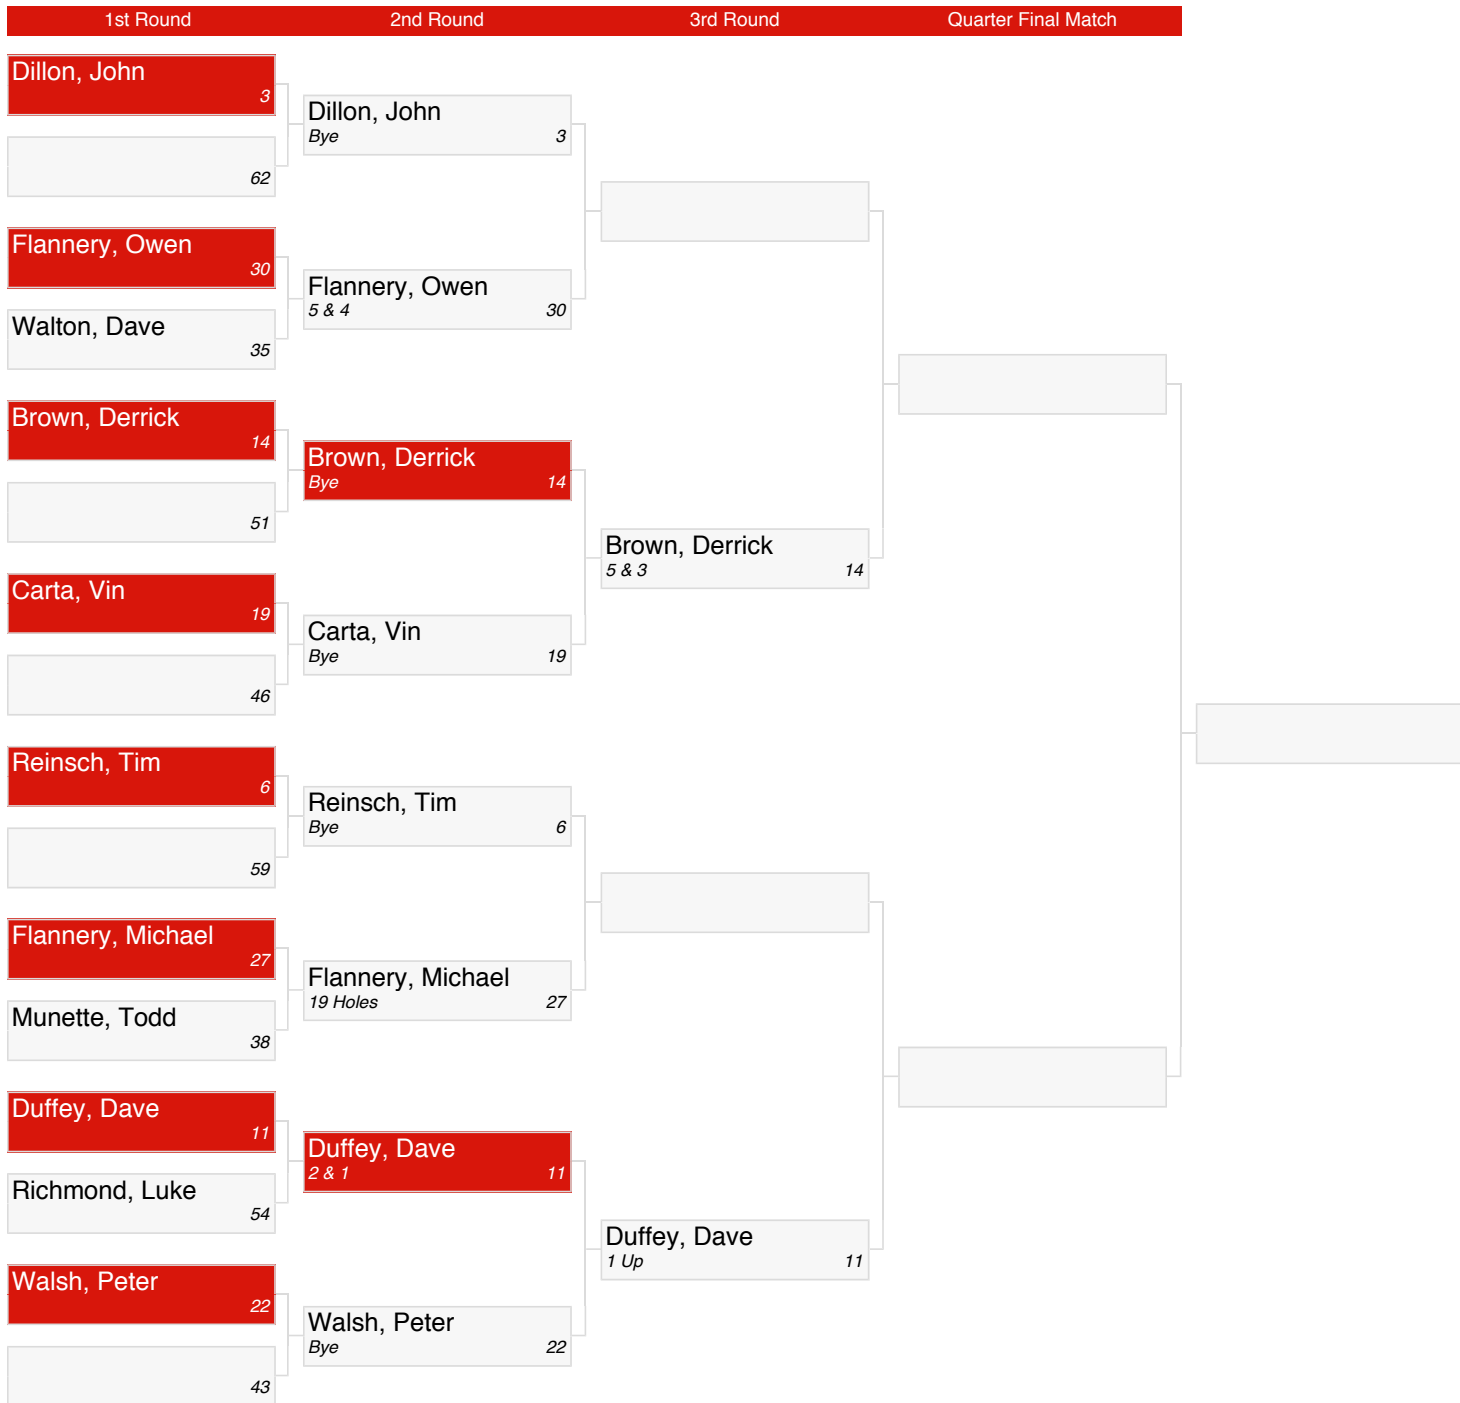 1st Round
2nd Round
3rd Round
Quarter Final Match
Dillon, John
3
62
Flannery, Owen
30
Walton, Dave
35
Brown, Derrick
14
51
Carta, Vin
19
46
Reinsch, Tim
6
59
Flannery, Michael
27
Munette, Todd
38
Duffey, Dave
11
Richmond, Luke
54
Walsh, Peter
22
43
Dillon, John
Bye 3
Flannery, Owen
5 & 4 30
Brown, Derrick
Bye 14
Carta, Vin
Bye 19
Reinsch, Tim
Bye 6
Flannery, Michael
19 Holes 27
Duffey, Dave
2 & 1 11
Walsh, Peter
Bye 22
Brown, Derrick
5 & 3 14
Duffey, Dave
1 Up 11